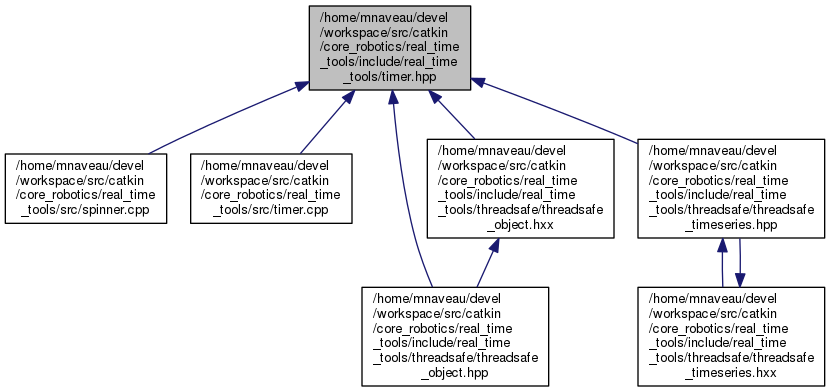 /home/mnaveau/devel
/workspace/src/catkin
/core_robotics/real_time
_tools/include/real_time
_tools/timer.hpp
/home/mnaveau/devel
/workspace/src/catkin
/core_robotics/real_time
_tools/src/spinner.cpp
/home/mnaveau/devel
/workspace/src/catkin
/core_robotics/real_time
_tools/src/timer.cpp
/home/mnaveau/devel
/workspace/src/catkin
/core_robotics/real_time
_tools/include/real_time
_tools/threadsafe/threadsafe
_object.hxx
/home/mnaveau/devel
/workspace/src/catkin
/core_robotics/real_time
_tools/include/real_time
_tools/threadsafe/threadsafe
_timeseries.hpp
/home/mnaveau/devel
/workspace/src/catkin
/core_robotics/real_time
_tools/include/real_time
_tools/threadsafe/threadsafe
_object.hpp
/home/mnaveau/devel
/workspace/src/catkin
/core_robotics/real_time
_tools/include/real_time
_tools/threadsafe/threadsafe
_timeseries.hxx